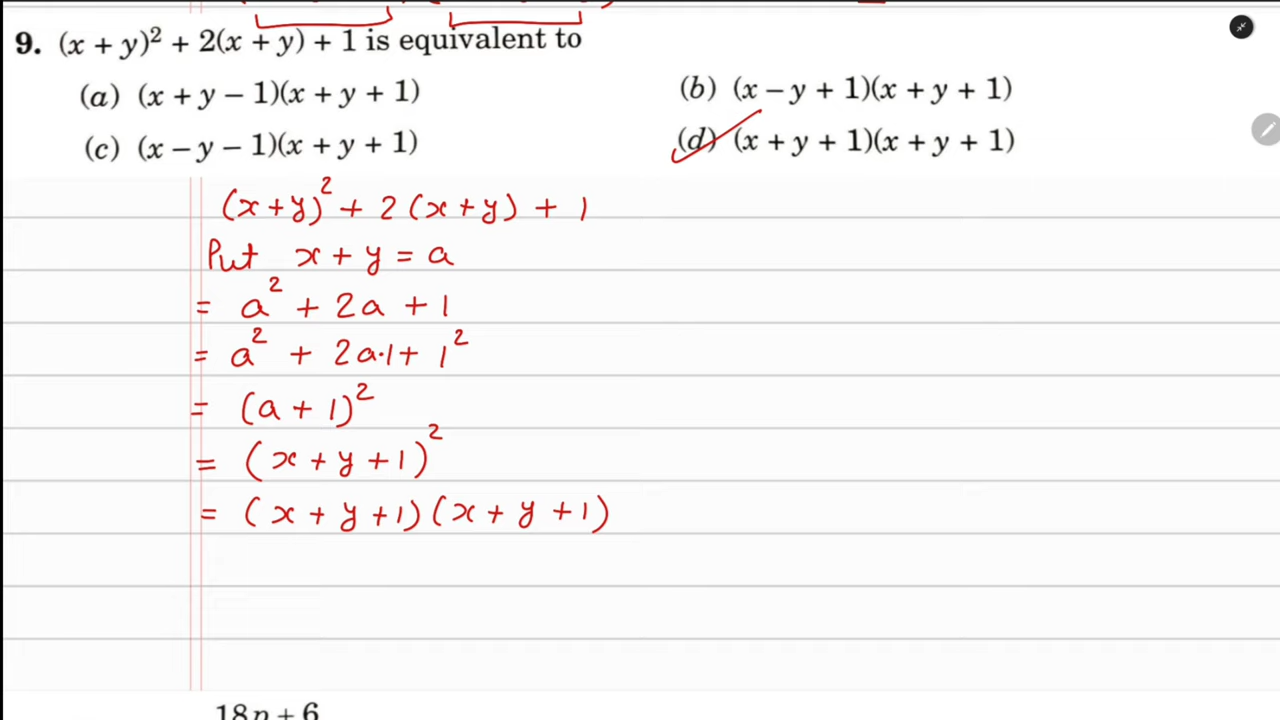 9. (x + y)² + 2(x + y) + 1 is equivalent to
(a) (x + y − 1)(x + y + 1)
(b) (x − y + 1)(x + y + 1)
(c) (x − y − 1)(x + y + 1)
(d) (x + y + 1)(x + y + 1)
(x+y)² + 2(x+y) + 1
Put x + y = a
= a² + 2a + 1
= a² + 2a·1 + 1²
= (a + 1)²
= (x + y + 1)²
= (x + y + 1)(x + y + 1)
18p + 6